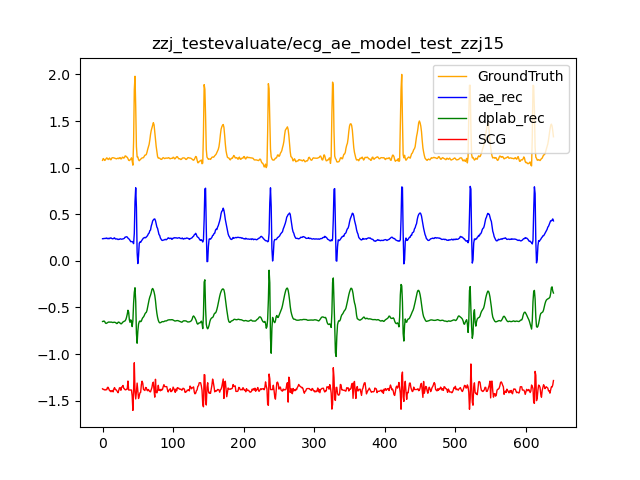 zzj_testevaluate/ecg_ae_model_test_zzj15
GroundTruth
ae_rec
dplab_rec
SCG
2.0
1.5
1.0
0.5
0.0
−0.5
−1.0
−1.5
0 100 200 300 400 500 600